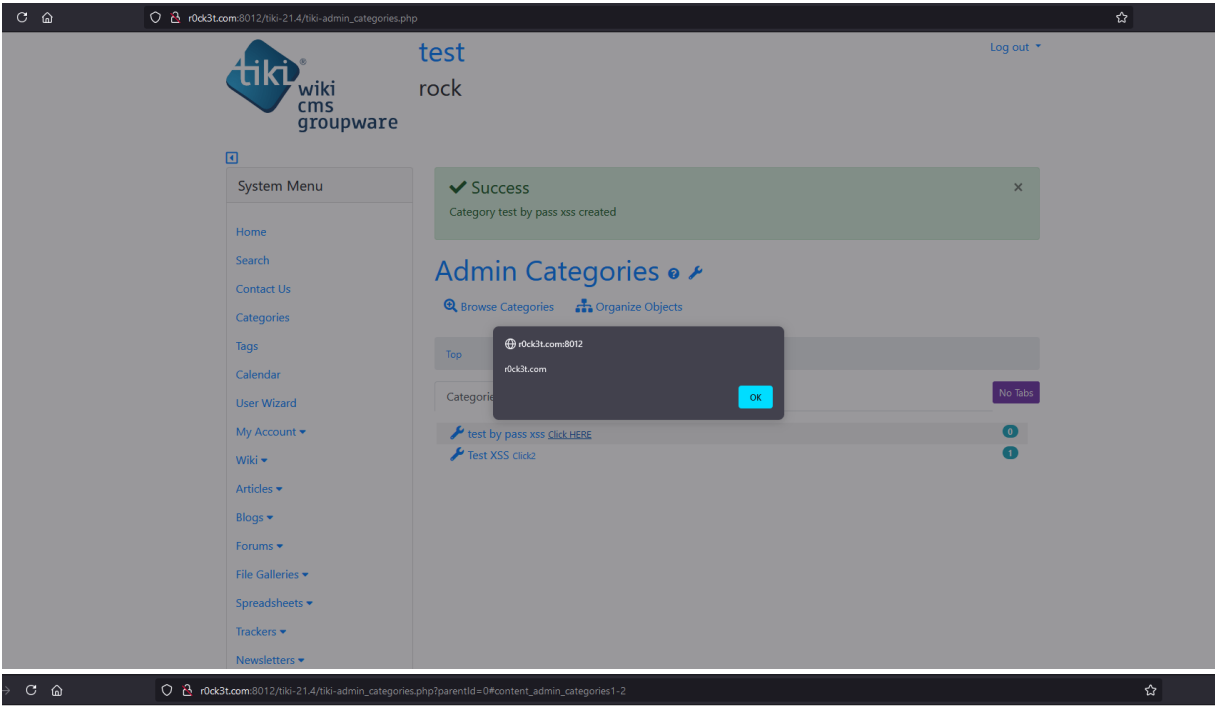 r0ck3t.com:8012/tiki-21.4/tiki-admin_categories.php
tiki®
wiki
cms
groupware
test
rock
Log out
System Menu
Home
Search
Contact Us
Categories
Tags
Calendar
User Wizard
My Account
Wiki
Articles
Blogs
Forums
File Galleries
Spreadsheets
Trackers
Newsletters
Success
×
Category test by pass xss created
Admin Categories
Browse Categories Organize Objects
Top
r0ck3t.com:8012
r0ck3t.com
OK
Categorie
No Tabs
test by pass xss Click HERE 0
Test XSS Click2 1
r0ck3t.com:8012/tiki-21.4/tiki-admin_categories.php?parentId=0#content_admin_categories1-2